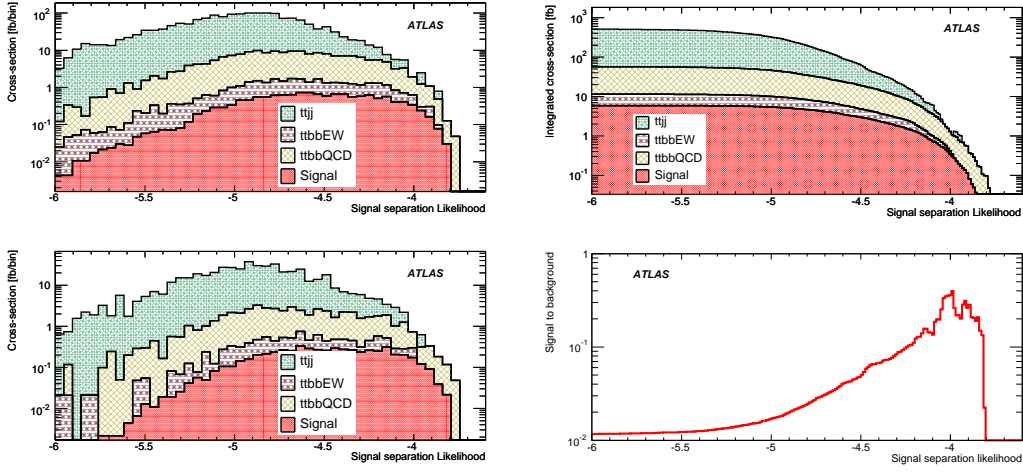 Cross-section [fb/bin]
10²
10
1
10⁻¹
10⁻²
ATLAS
ttjj
ttbbEW
ttbbQCD
Signal
-6 -5.5 -5 -4.5 -4
Signal separation Likelihood
Integrated cross-section [fb]
10³
10²
10
1
10⁻¹
ATLAS
ttjj
ttbbEW
ttbbQCD
Signal
-6 -5.5 -5 -4.5 -4
Signal separation Likelihood
Cross-section [fb/bin]
10
1
10⁻¹
10⁻²
ATLAS
ttjj
ttbbEW
ttbbQCD
Signal
-6 -5.5 -5 -4.5 -4
Signal separation Likelihood
Signal to background
1
10⁻¹
10⁻²
ATLAS
-6 -5.5 -5 -4.5 -4
Signal separation likelihood